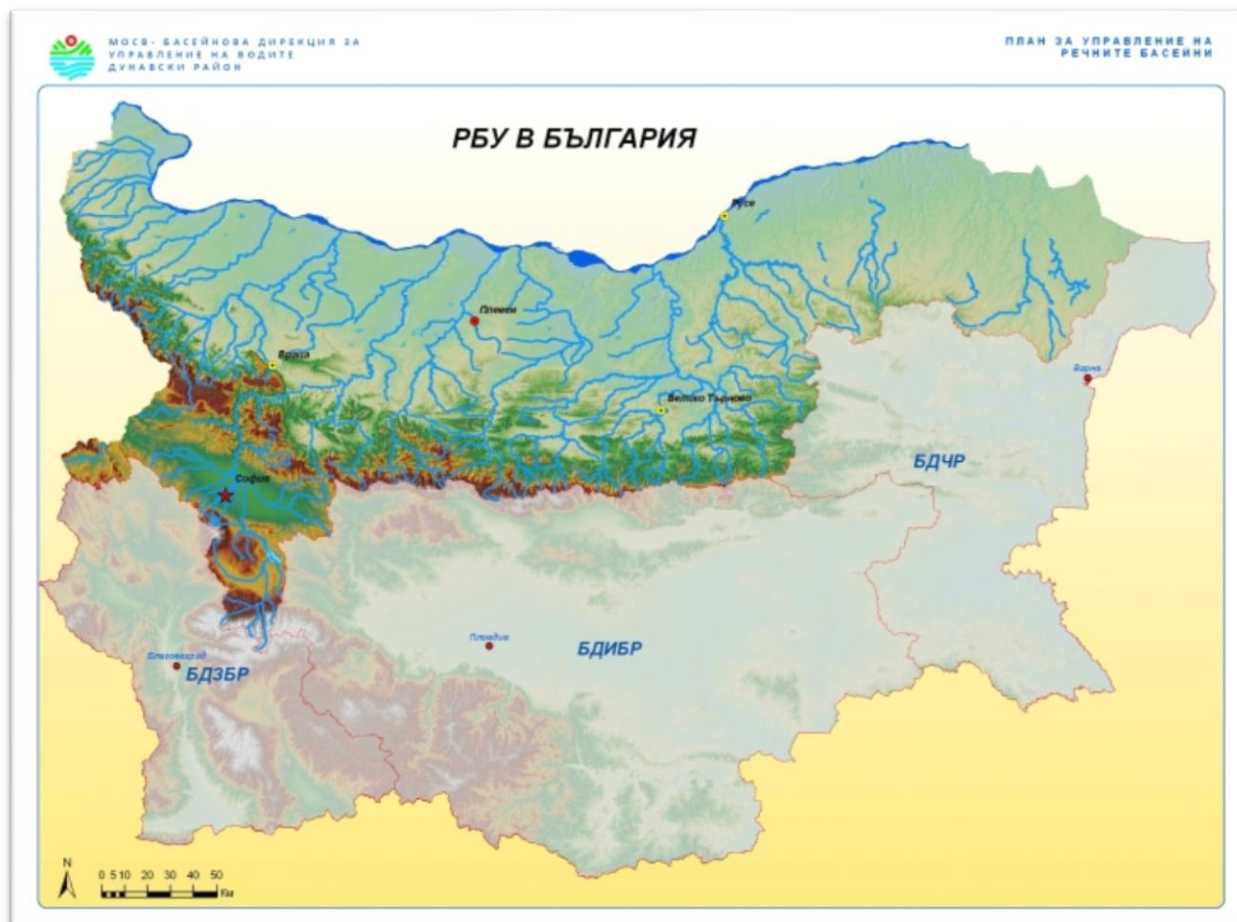 МОСВ- БАСЕЙНОВА ДИРЕКЦИЯ ЗА
УПРАВЛЕНИЕ НА ВОДИТЕ
ДУНАВСКИ РАЙОН
ПЛАН ЗА УПРАВЛЕНИЕ НА
РЕЧНИТЕ БАСЕЙНИ
РБУ В БЪЛГАРИЯ
Русе
Плевен
Враца
Варна
Велико Търново
БДЧР
София
Пловдив
БДИБР
Благоевград
БДЗБР
N
0 5 10 20 30 40 50
Км